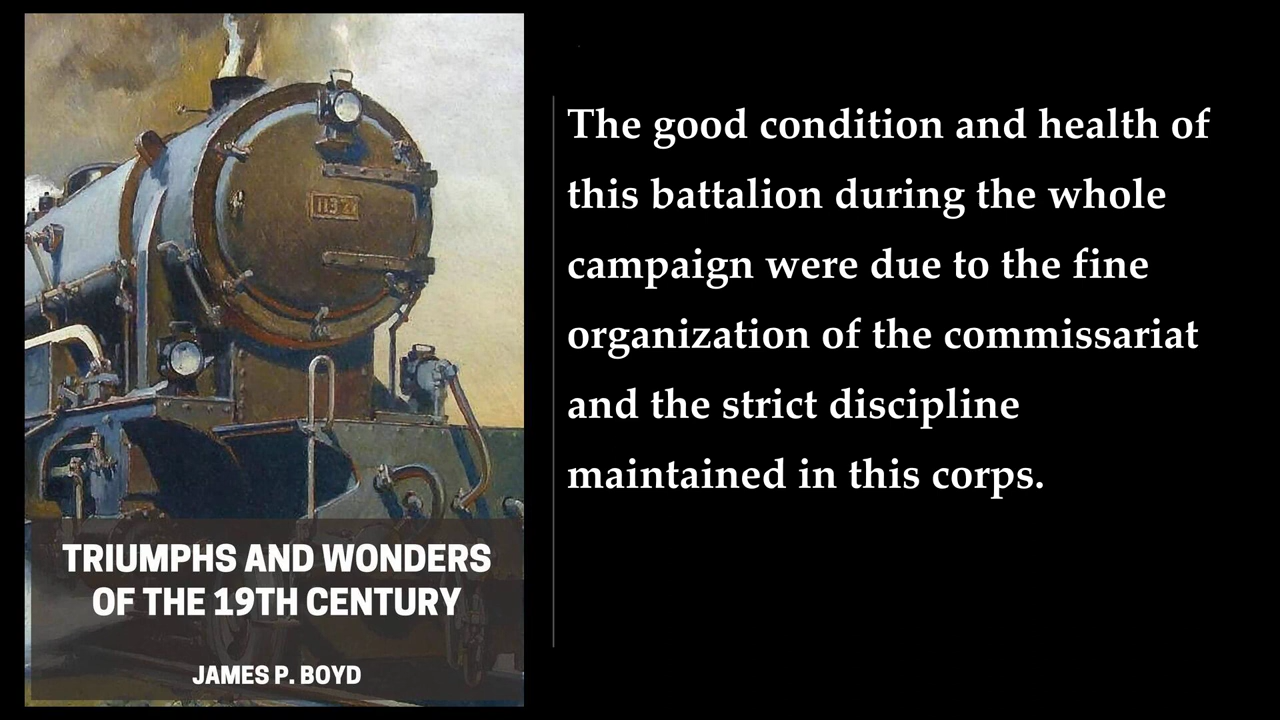 TRIUMPHS AND WONDERS
OF THE 19TH CENTURY
JAMES P. BOYD
The good condition and health of
this battalion during the whole
campaign were due to the fine
organization of the commissariat
and the strict discipline
maintained in this corps.